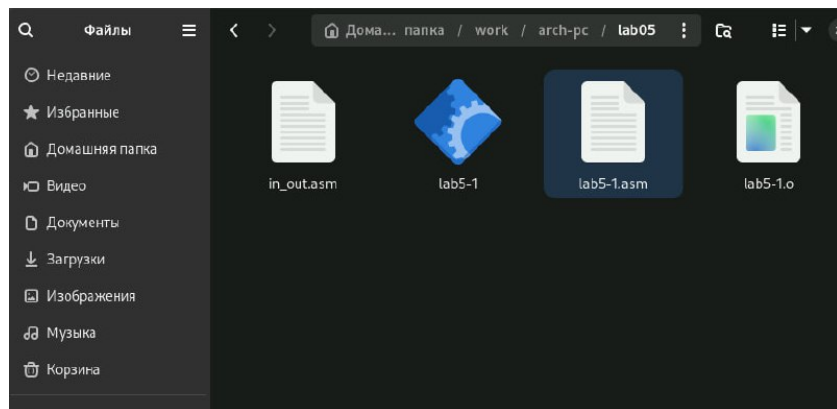 Файлы
Дома... папка / work / arch-pc / lab05
Недавние
Избранные
Домашняя папка
Видео
Документы
Загрузки
Изображения
Музыка
Корзина
in_out.asm
lab5-1
lab5-1.asm
lab5-1.o